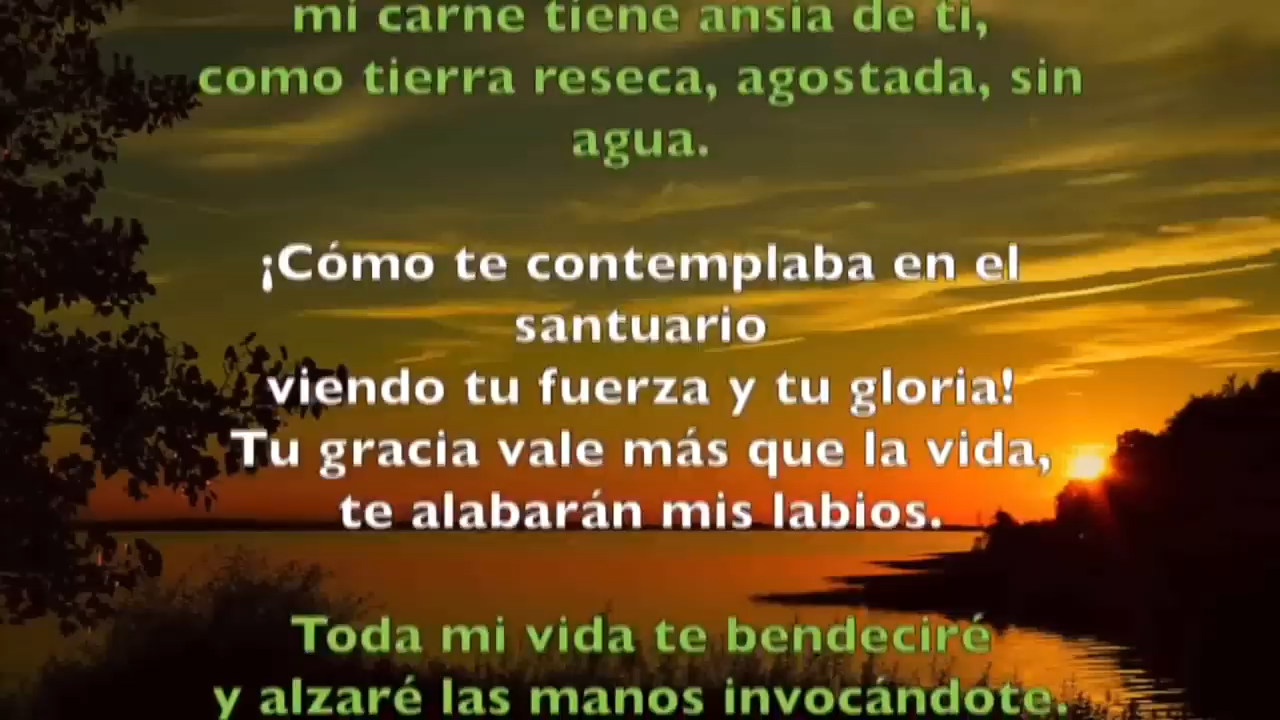 mi carne tiene ansia de ti,
como tierra reseca, agostada, sin
agua.
¡Cómo te contemplaba en el
santuario
viendo tu fuerza y tu gloria!
Tu gracia vale más que la vida,
te alabarán mis labios.
Toda mi vida te bendeciré
y alzaré las manos invocándote.